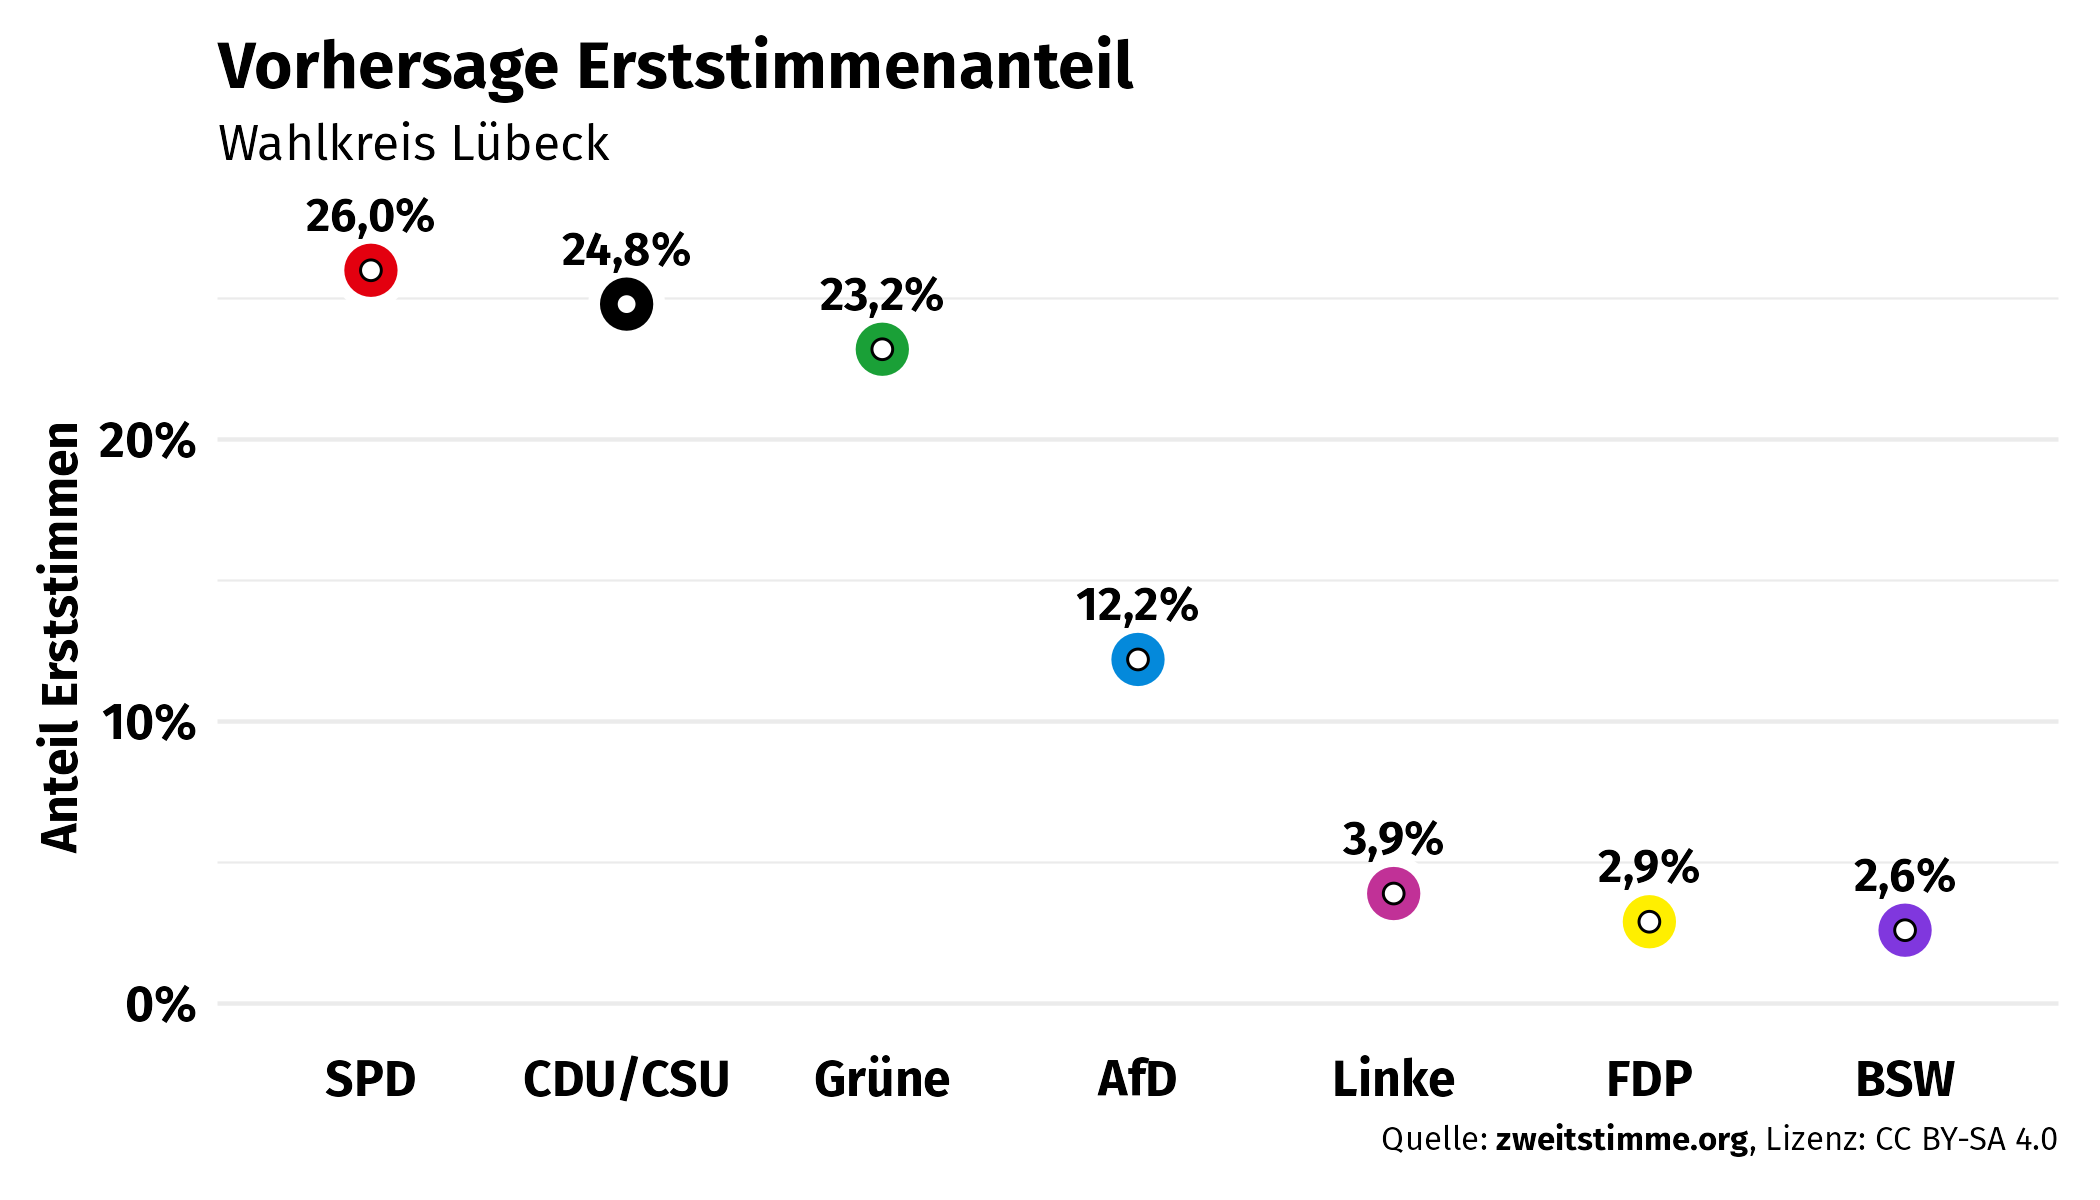 Vorhersage Erststimmenanteil
Wahlkreis Lübeck
26,0%
24,8%
23,2%
12,2%
3,9%
2,9%
2,6%
Anteil Erststimmen
20%
10%
0%
SPD CDU/CSU Grüne AfD Linke FDP BSW
Quelle: zweitstimme.org, Lizenz: CC BY-SA 4.0